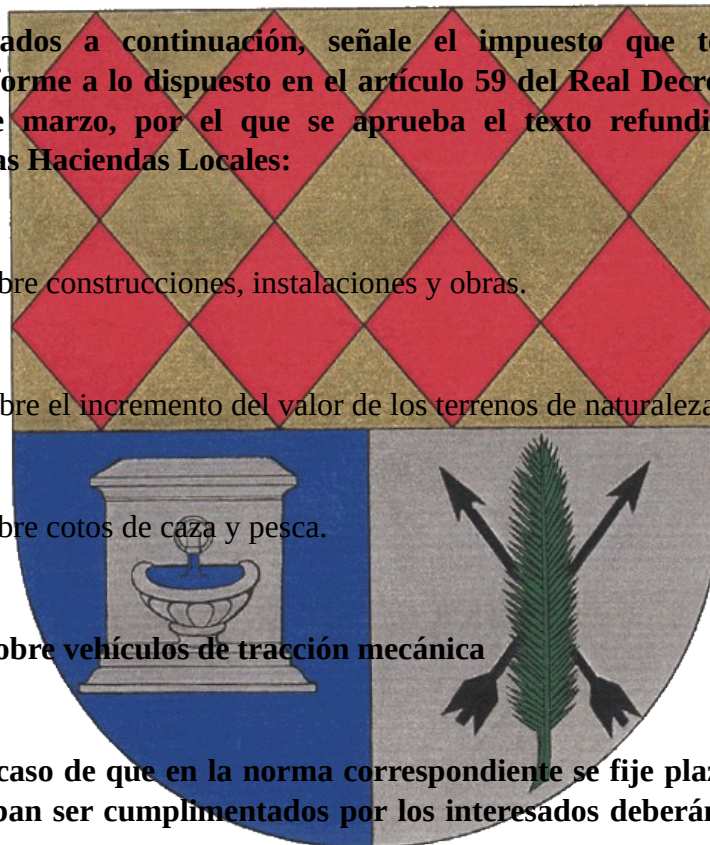 ados a continuación, señale el impuesto que t
orme a lo dispuesto en el artículo 59 del Real Decr
marzo, por el que se aprueba el texto refundi
as Haciendas Locales:
bre construcciones, instalaciones y obras.
bre el incremento del valor de los terrenos de naturaleza
bre cotos de caza y pesca.
obre vehículos de tracción mecánica
caso de que en la norma correspondiente se fije plaz
ban ser cumplimentados por los interesados deberán